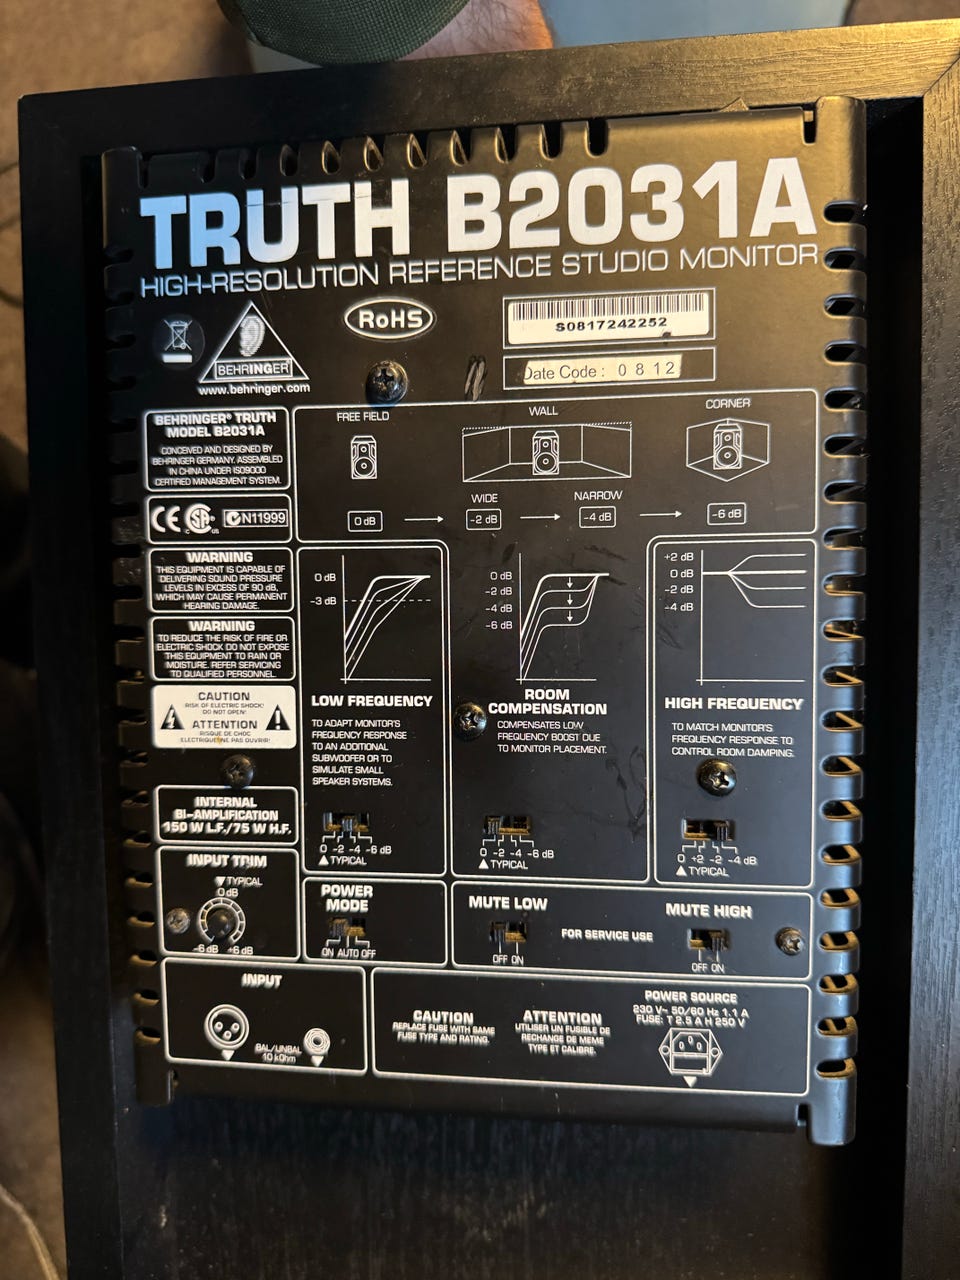 TRUTH B2031A
HIGH-RESOLUTION REFERENCE STUDIO MONITOR
RoHS
S0817242252
BEHRINGER
www.behringer.com
Date Code : 0 8 1 2
BEHRINGER® TRUTH
MODEL B2031A
CONCEIVED AND DESIGNED BY
BEHRINGER GERMANY. ASSEMBLED
IN CHINA UNDER ISO9000
CERTIFIED MANAGEMENT SYSTEM.
CE
C US
N11999
WARNING
THIS EQUIPMENT IS CAPABLE OF
DELIVERING SOUND PRESSURE
LEVELS IN EXCESS OF 90 dB,
WHICH MAY CAUSE PERMANENT
HEARING DAMAGE.
WARNING
TO REDUCE THE RISK OF FIRE OR
ELECTRIC SHOCK DO NOT EXPOSE
THIS EQUIPMENT TO RAIN OR
MOISTURE. REFER SERVICING
TO QUALIFIED PERSONNEL.
CAUTION
RISK OF ELECTRIC SHOCK!
DO NOT OPEN!
ATTENTION
RISQUE DE CHOC
ELECTRIQUE!NE PAS OUVRIR!
INTERNAL
BI-AMPLIFICATION
150 W L.F./75 W H.F.
FREE FIELD
WALL
CORNER
WIDE
NARROW
0 dB
-2 dB
-4 dB
-6 dB
0 dB
-3 dB
LOW FREQUENCY
TO ADAPT MONITOR'S
FREQUENCY RESPONSE
TO AN ADDITIONAL
SUBWOOFER OR TO
SIMULATE SMALL
SPEAKER SYSTEMS.
0 -2 -4 -6 dB
▲TYPICAL
0 dB
-2 dB
-4 dB
-6 dB
ROOM
COMPENSATION
COMPENSATES LOW
FREQUENCY BOOST DUE
TO MONITOR PLACEMENT.
0 -2 -4 -6 dB
▲TYPICAL
+2 dB
0 dB
-2 dB
-4 dB
HIGH FREQUENCY
TO MATCH MONITOR'S
FREQUENCY RESPONSE TO
CONTROL ROOM DAMPING.
0 +2 -2 -4 dB
▲TYPICAL
INPUT TRIM
▼TYPICAL
0 dB
-6 dB +6 dB
POWER
MODE
ON AUTO OFF
MUTE LOW
OFF ON
FOR SERVICE USE
MUTE HIGH
OFF ON
INPUT
BAL/UNBAL
10 kOhm
CAUTION
REPLACE FUSE WITH SAME
FUSE TYPE AND RATING.
ATTENTION
UTILISER UN FUSIBLE DE
RECHANGE DE MEME
TYPE ET CALIBRE.
POWER SOURCE
230 V~ 50/60 Hz 1.1 A
FUSE: T 2.5 A H 250 V